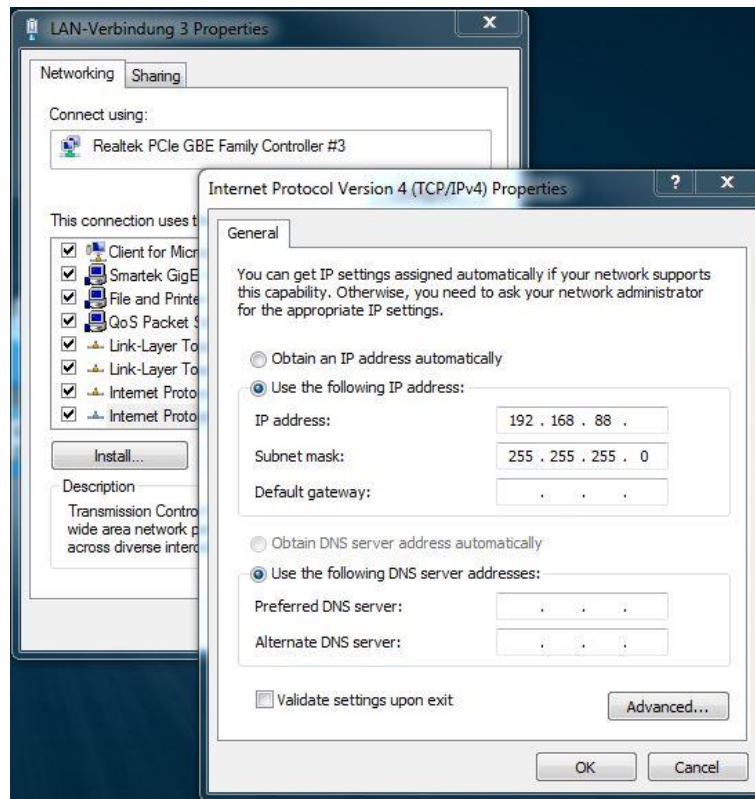 LAN-Verbindung 3 Properties
Networking
Sharing
Connect using:
Realtek PCIe GBE Family Controller #3
This connection uses t
Client for Micr
Smartek GigE
File and Printe
QoS Packet S
Link-Layer To
Link-Layer To
Internet Proto
Internet Proto
Install...
Description
Transmission Contro
wide area network p
across diverse interc
Internet Protocol Version 4 (TCP/IPv4) Properties
General
You can get IP settings assigned automatically if your network supports
this capability. Otherwise, you need to ask your network administrator
for the appropriate IP settings.
Obtain an IP address automatically
Use the following IP address:
IP address: 192 . 168 . 88 .
Subnet mask: 255 . 255 . 255 . 0
Default gateway: . . .
Obtain DNS server address automatically
Use the following DNS server addresses:
Preferred DNS server: . . .
Alternate DNS server: . . .
Validate settings upon exit
Advanced...
OK
Cancel